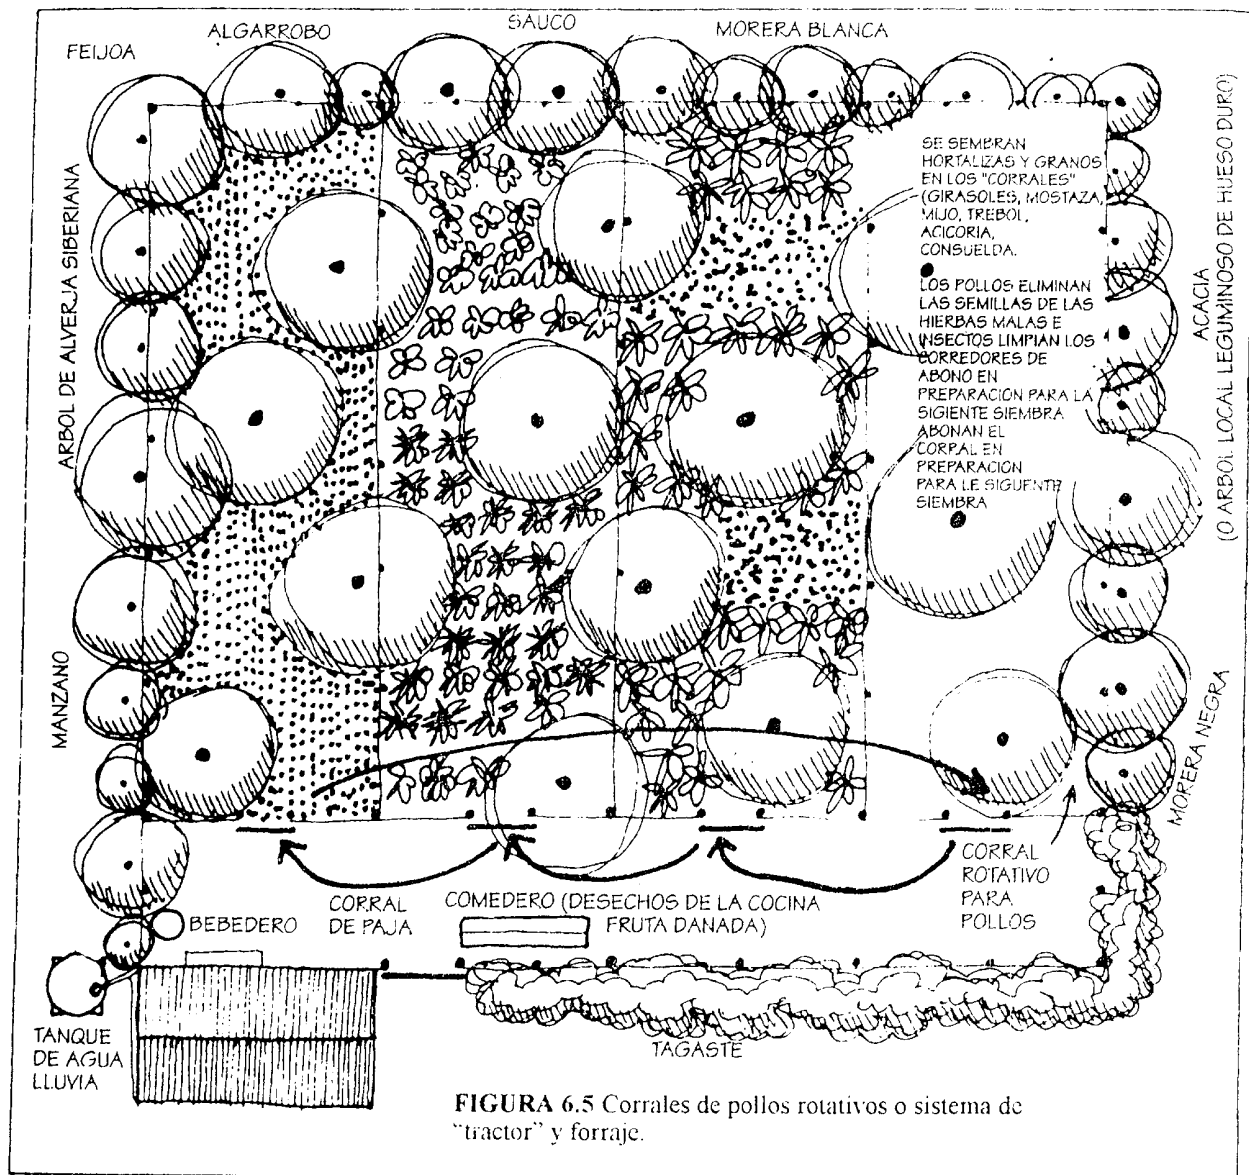 SAUCO
ALGARROBO
MORERA BLANCA
FEIJOA
SE SEMBRAN
HORTALIZAS Y GRANOS
EN LOS "CORRALES"
(GIRASOLES, MOSTAZA,
MIJO, TREBOL,
ACICORIA,
CONSUELDA.
LOS POLLOS ELIMINAN
LAS SEMILLAS DE LAS
HIERBAS MALAS E
INSECTOS LIMPIAN LOS
CORREDORES DE
ABONO EN
PREPARACION PARA LA
SIGIENTE SIEMBRA
ABONAN EL
CORPAL EN
PREPARACION
PARA LE SIGUENTE
SIEMBRA
ARBOL DE ALVERJA SIBERIANA
ACACIA
(O ARBOL LOCAL LEGUMINOSO DE HUESO DURO)
MANZANO
MORERA NEGRA
CORRAL
ROTATIVO
PARA
POLLOS
CORRAL
DE PAJA
COMEDERO (DESECHOS DE LA COCINA
FRUTA DANADA)
BEBEDERO
TANQUE
DE AGUA
LLUVIA
TAGASTE
FIGURA 6.5 Corrales de pollos rotativos o sistema de
"tractor" y forraje.